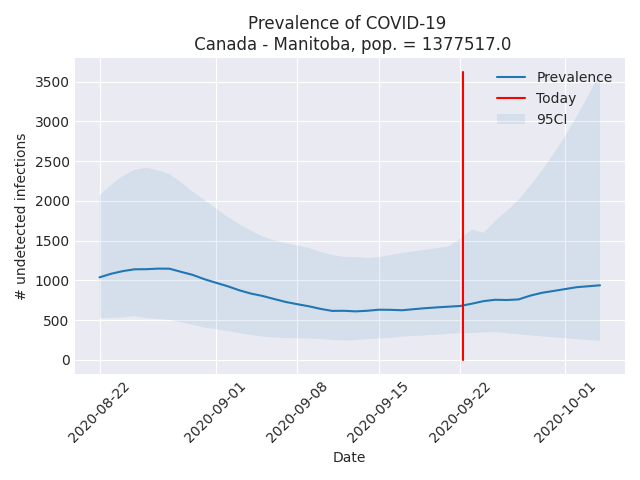 Prevalence of COVID-19
Canada - Manitoba, pop. = 1377517.0
Prevalence
Today
95CI
# undetected infections
3500
3000
2500
2000
1500
1000
500
0
2020-08-22
2020-09-01
2020-09-08
2020-09-15
2020-09-22
2020-10-01
Date